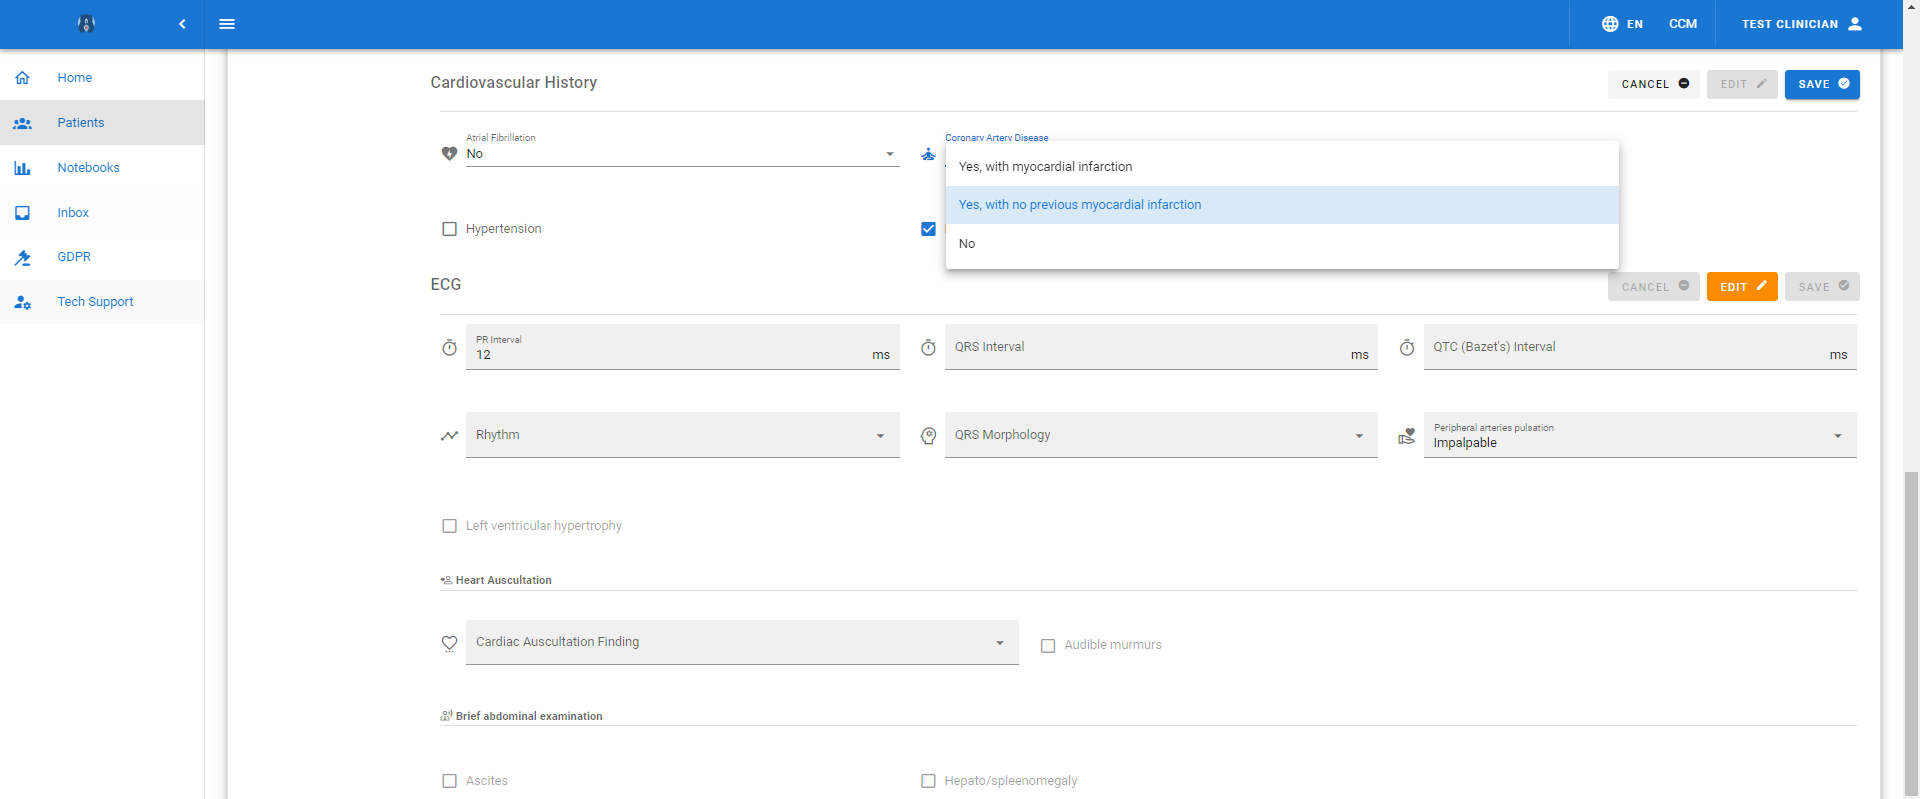 EN
CCM
TEST CLINICIAN
Home
Patients
Notebooks
Inbox
GDPR
Tech Support
Cardiovascular History
CANCEL
EDIT
SAVE
Atrial Fibrillation
No
Coronary Artery Disease
Yes, with myocardial infarction
Yes, with no previous myocardial infarction
No
Hypertension
ECG
CANCEL
EDIT
SAVE
PR Interval
12 ms
QRS Interval ms
QTC (Bazet's) Interval ms
Rhythm
QRS Morphology
Peripheral arteries pulsation
Impalpable
Left ventricular hypertrophy
Heart Auscultation
Cardiac Auscultation Finding
Audible murmurs
Brief abdominal examination
Ascites
Hepato/spleenomegaly